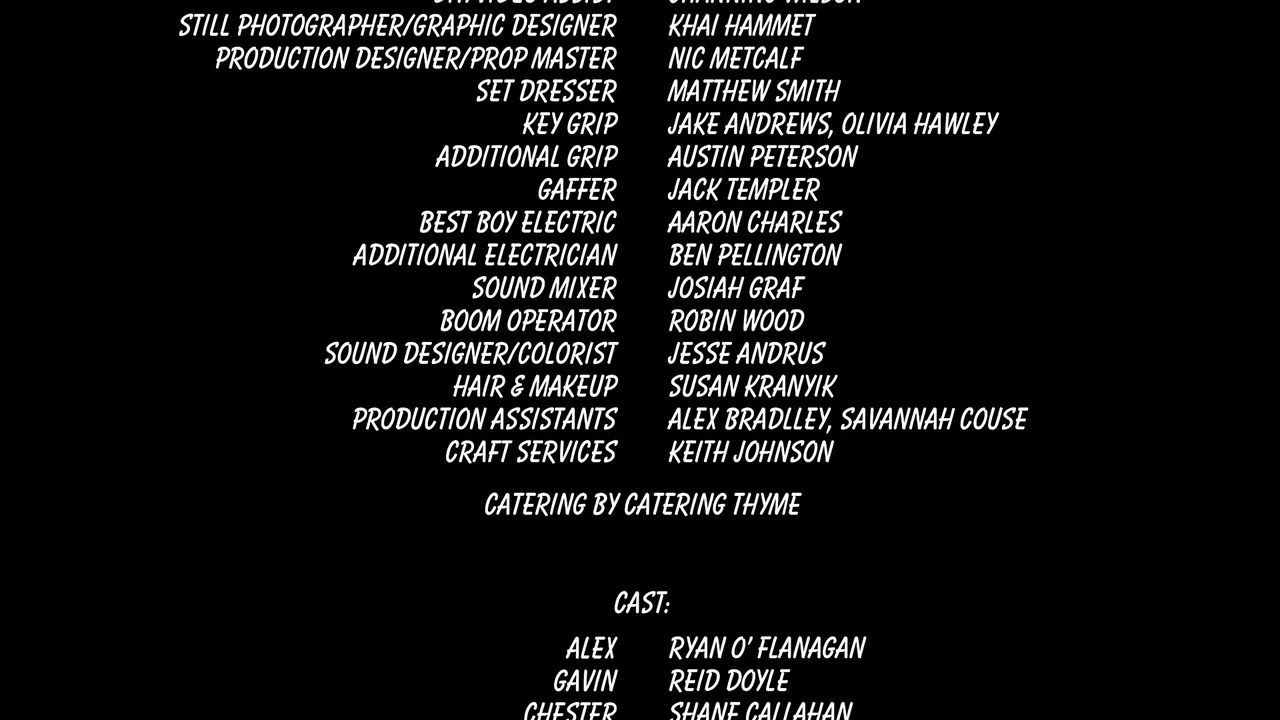 STILL PHOTOGRAPHER/GRAPHIC DESIGNER KHAI HAMMET
PRODUCTION DESIGNER/PROP MASTER NIC METCALF
SET DRESSER MATTHEW SMITH
KEY GRIP JAKE ANDREWS, OLIVIA HAWLEY
ADDITIONAL GRIP AUSTIN PETERSON
GAFFER JACK TEMPLER
BEST BOY ELECTRIC AARON CHARLES
ADDITIONAL ELECTRICIAN BEN PELLINGTON
SOUND MIXER JOSIAH GRAF
BOOM OPERATOR ROBIN WOOD
SOUND DESIGNER/COLORIST JESSE ANDRUS
HAIR & MAKEUP SUSAN KRANYIK
PRODUCTION ASSISTANTS ALEX BRADLLEY, SAVANNAH COUSE
CRAFT SERVICES KEITH JOHNSON
CATERING BY CATERING THYME
CAST:
ALEX RYAN O' FLANAGAN
GAVIN REID DOYLE
CHESTER SHANE CALLAHAN